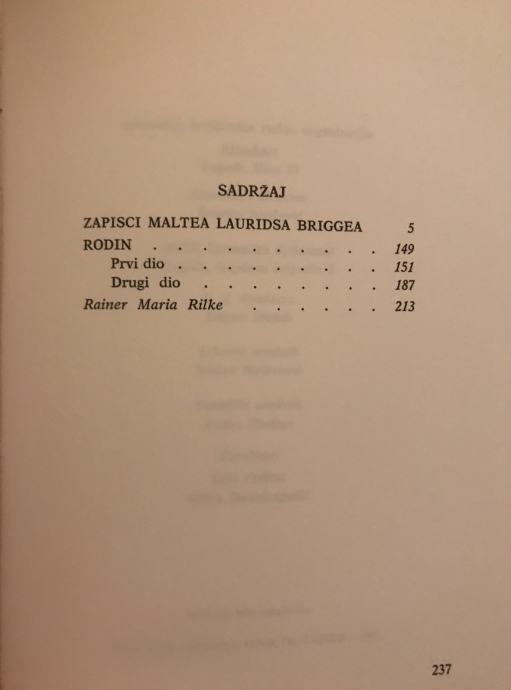 SADRŽAJ
ZAPISCI MALTEA LAURIDSA BRIGGEA 5
RODIN . . . . . . . . . . 149
Prvi dio . . . . . . . . . 151
Drugi dio . . . . . . . . 187
Rainer Maria Rilke . . . . . . 213
237